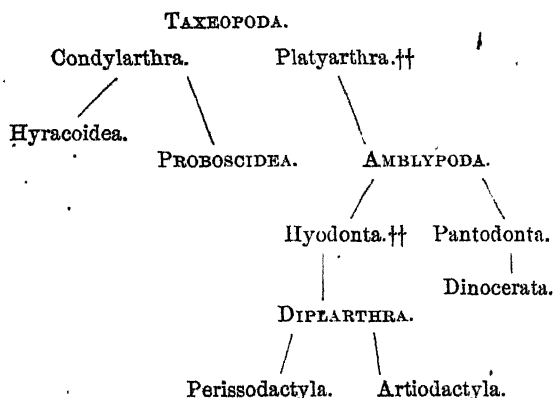 TAXEOPODA.
Condylarthra. Platyarthra.††
Hyracoidea.
PROBOSCIDEA. AMBLYPODA.
Hyodonta.†† Pantodonta.
Dinocerata.
DIPLARTHRA.
Perissodactyla. Artiodactyla.